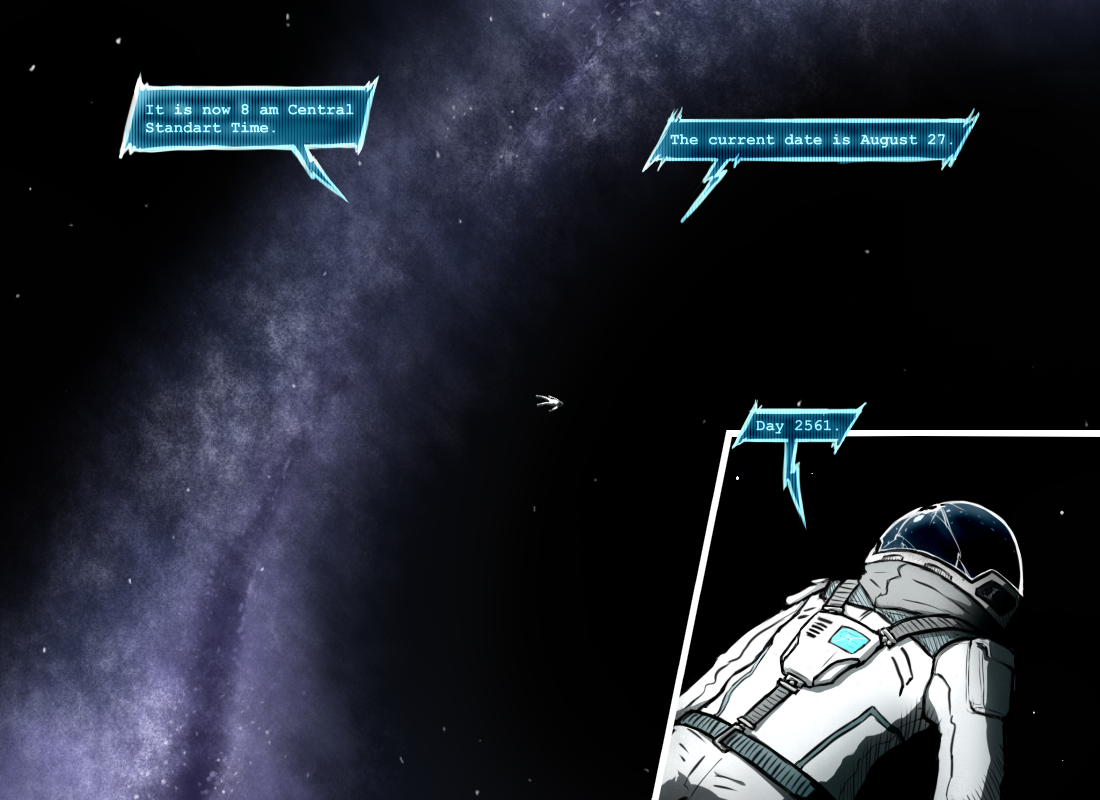 It is now 8 am Central
Standart Time.
The current date is August 27.
Day 2561.